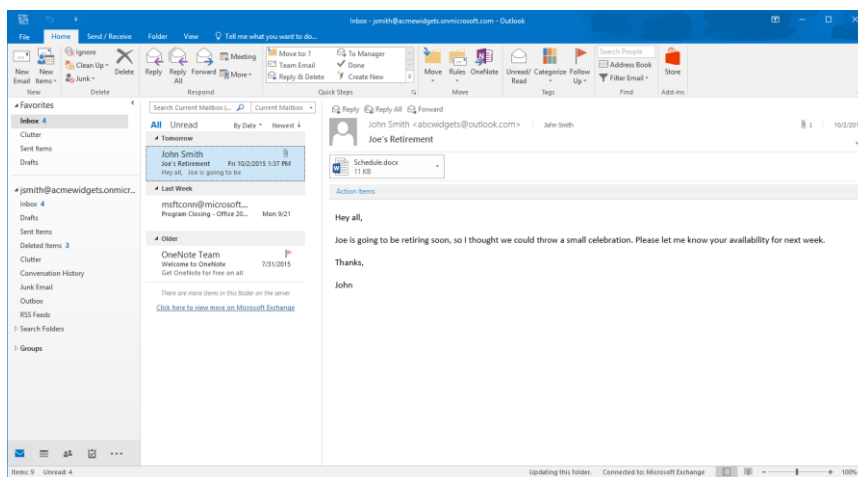 Inbox - jsmith@acmewidgets.onmicrosoft.com - Outlook
File Home Send / Receive Folder View Tell me what you want to do...
New Email
New Items
Ignore
Clean Up
Junk
Delete
Reply
Reply All
Forward
Meeting
More
Move to: ?
Team Email
Reply & Delete
To Manager
Done
Create New
Move
Rules
OneNote
Unread/ Read
Categorize
Follow Up
Search People
Address Book
Filter Email
Store
New Delete Respond Quick Steps Move Tags Find Add-ins
Favorites
Inbox 4
Clutter
Sent Items
Drafts
jsmith@acmewidgets.onmicr...
Inbox 4
Drafts
Sent Items
Deleted Items 3
Clutter
Conversation History
Junk Email
Outbox
RSS Feeds
Search Folders
Groups
Search Current Mailbox (... Current Mailbox
All Unread By Date Newest
Tomorrow
John Smith
Joe's Retirement Fri 10/2/2015 1:37 PM
Hey all, Joe is going to be
Last Week
msftconn@microsoft....
Program Closing - Office 20... Mon 9/21
Older
OneNote Team
Welcome to OneNote 7/31/2015
Get OneNote for free on all
There are more items in this folder on the server
Click here to view more on Microsoft Exchange
Reply Reply All Forward
John Smith <abcwidgets@outlook.com> John Smith 1 10/2/201
Joe's Retirement
Schedule.docx
11 KB
Action Items
Hey all,
Joe is going to be retiring soon, so I thought we could throw a small celebration. Please let me know your availability for next week.
Thanks,
John
Items: 9 Unread: 4 Updating this folder. Connected to: Microsoft Exchange 100%